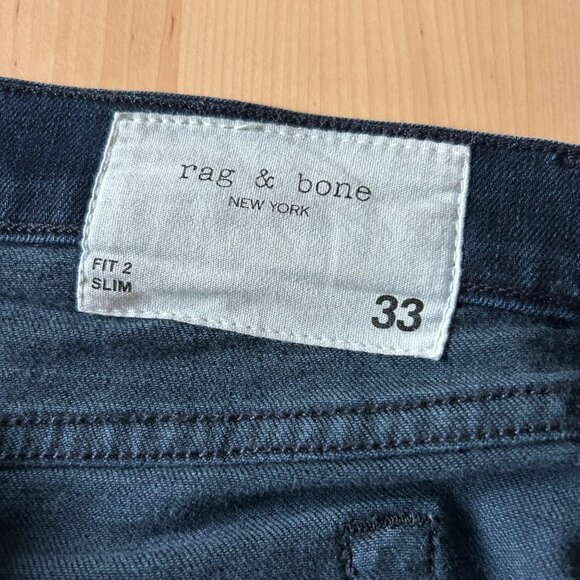 rag & bone
NEW YORK
FIT 2
SLIM
33